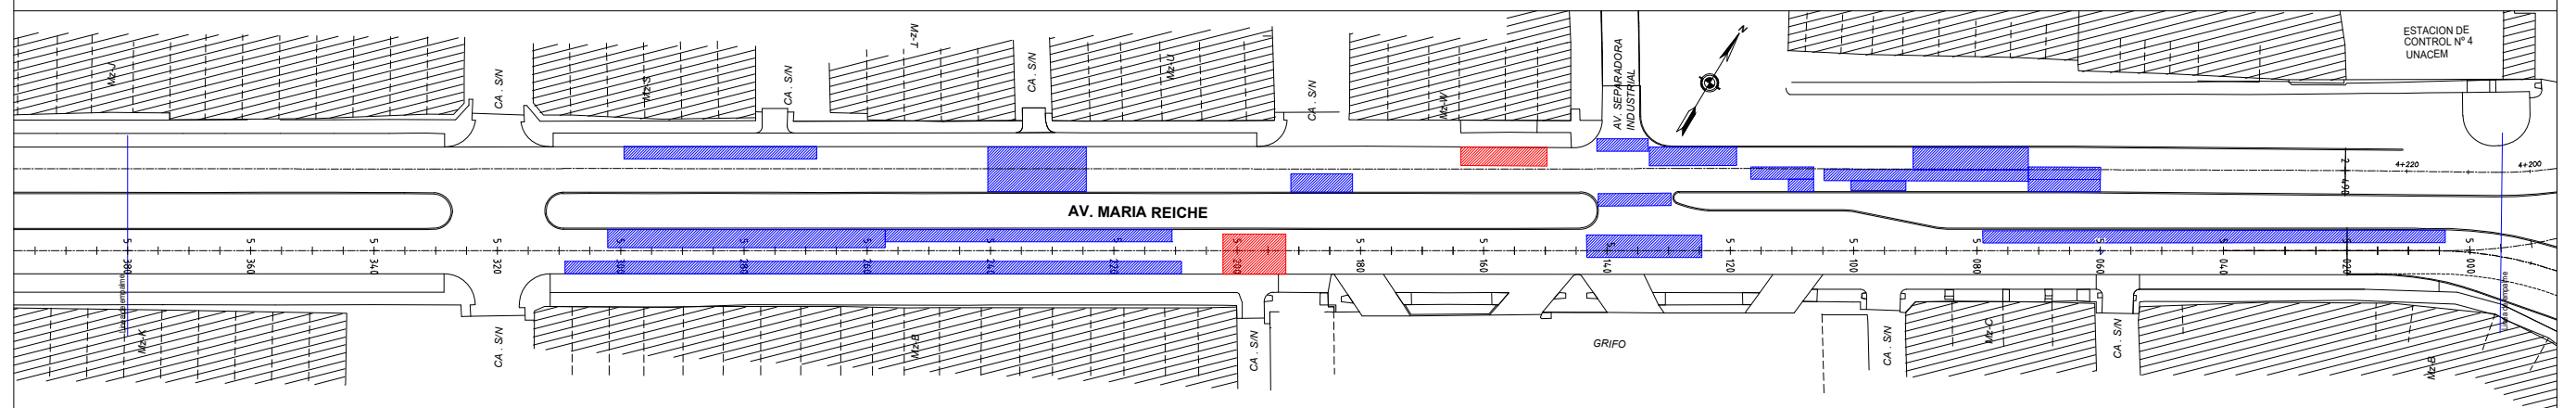 Mz-J
CA . S/N
Mz-S
CA . S/N
Mz-T
CA . S/N
Mz-U
CA . S/N
Mz-W
AV. SEPARADORA
INDUSTRIAL
N
ESTACION DE
CONTROL Nº 4
UNACEM
4+220
4+200
AV. MARIA REICHE
5 380
5 360
5 340
5 320
5 300
5 280
5 260
5 240
5 220
5 200
5 180
5 160
5 140
5 120
5 100
5 080
5 060
5 040
5 020
5 000
Mz-K
CA . S/N
Mz-B
CA . S/N
GRIFO
CA . S/N
Mz-C
CA . S/N
Mz-B